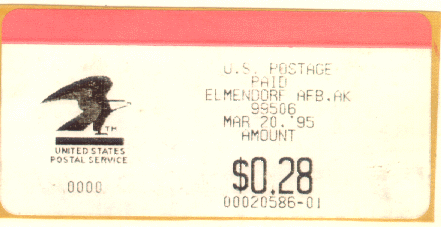 U.S. POSTAGE
PAID
ELMENDORF AFB.AK
99506
MAR 20.'95
AMOUNT
$0.28
00020586-01
TM
UNITED STATES
POSTAL SERVICE
0000